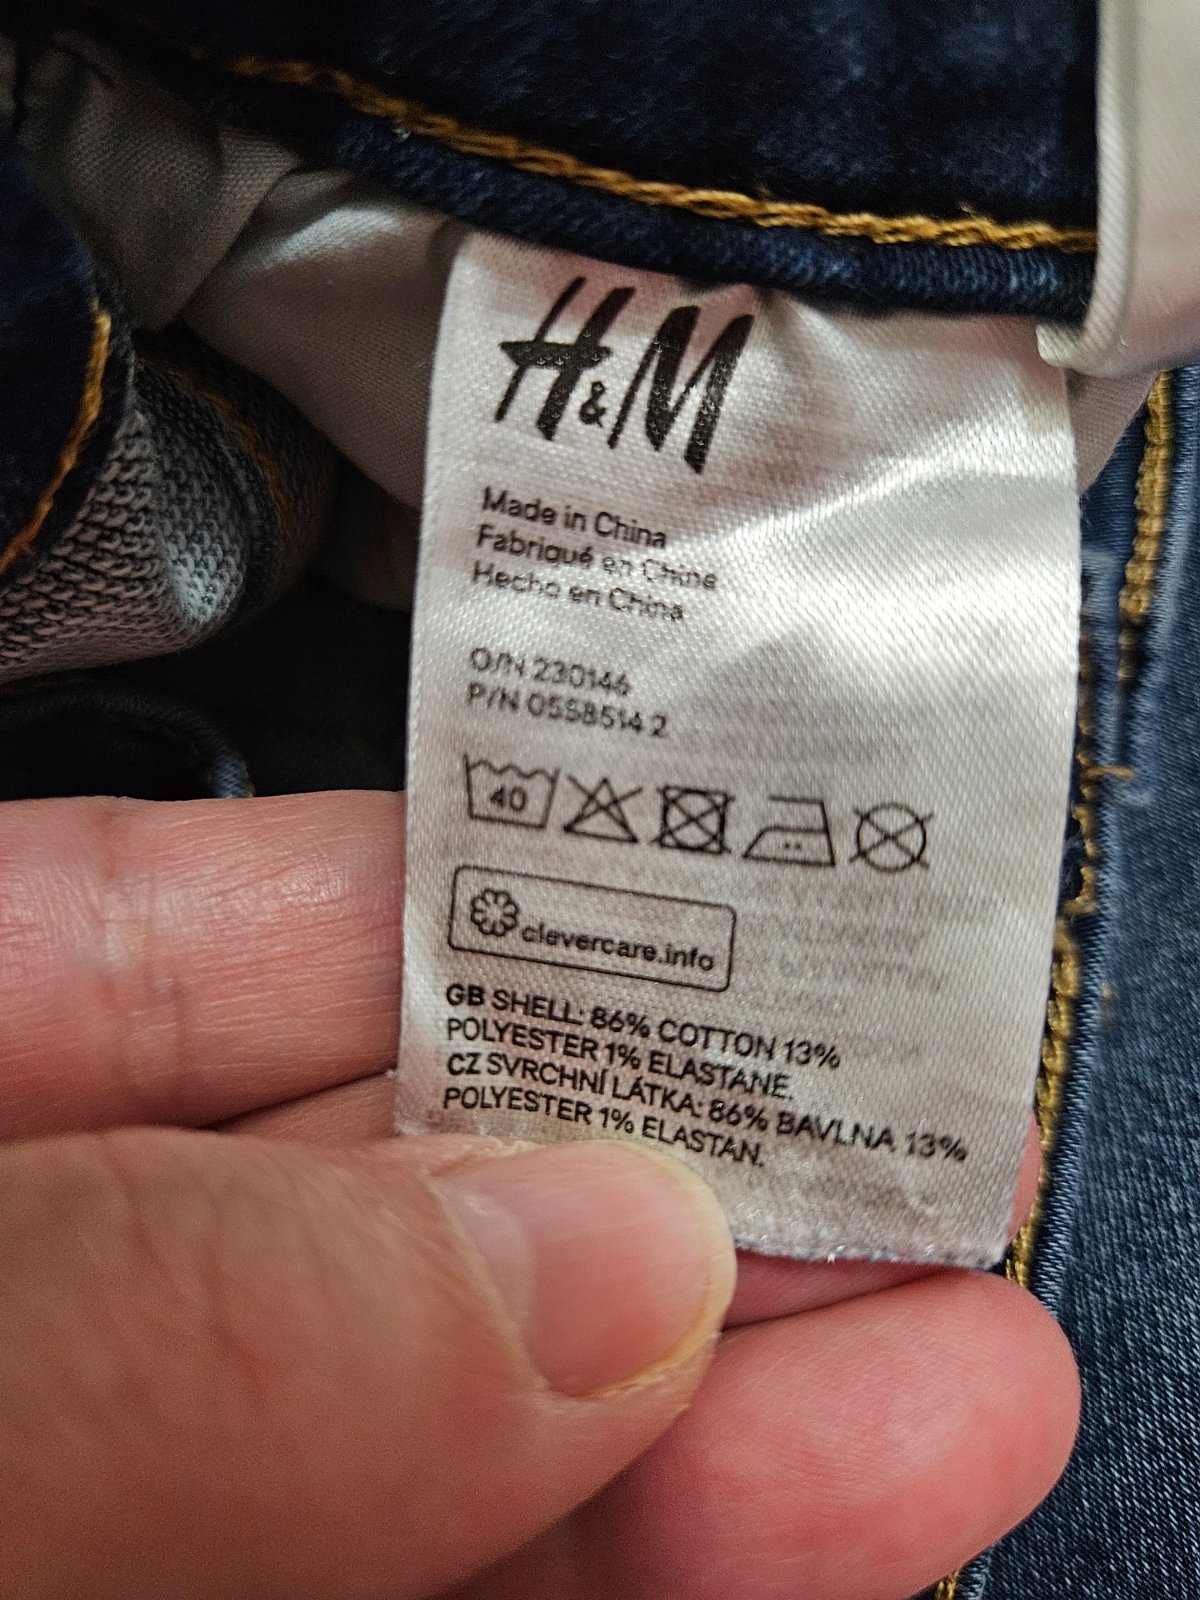 H&M
Made in China
Fabriqué en Chine
Hecho en China
O/N 230146
P/N 0558514 2
40
clevercare.info
GB SHELL: 86% COTTON 13%
POLYESTER 1% ELASTANE.
CZ SVRCHNÍ LÁTKA: 86% BAVLNA 13%
POLYESTER 1% ELASTAN.